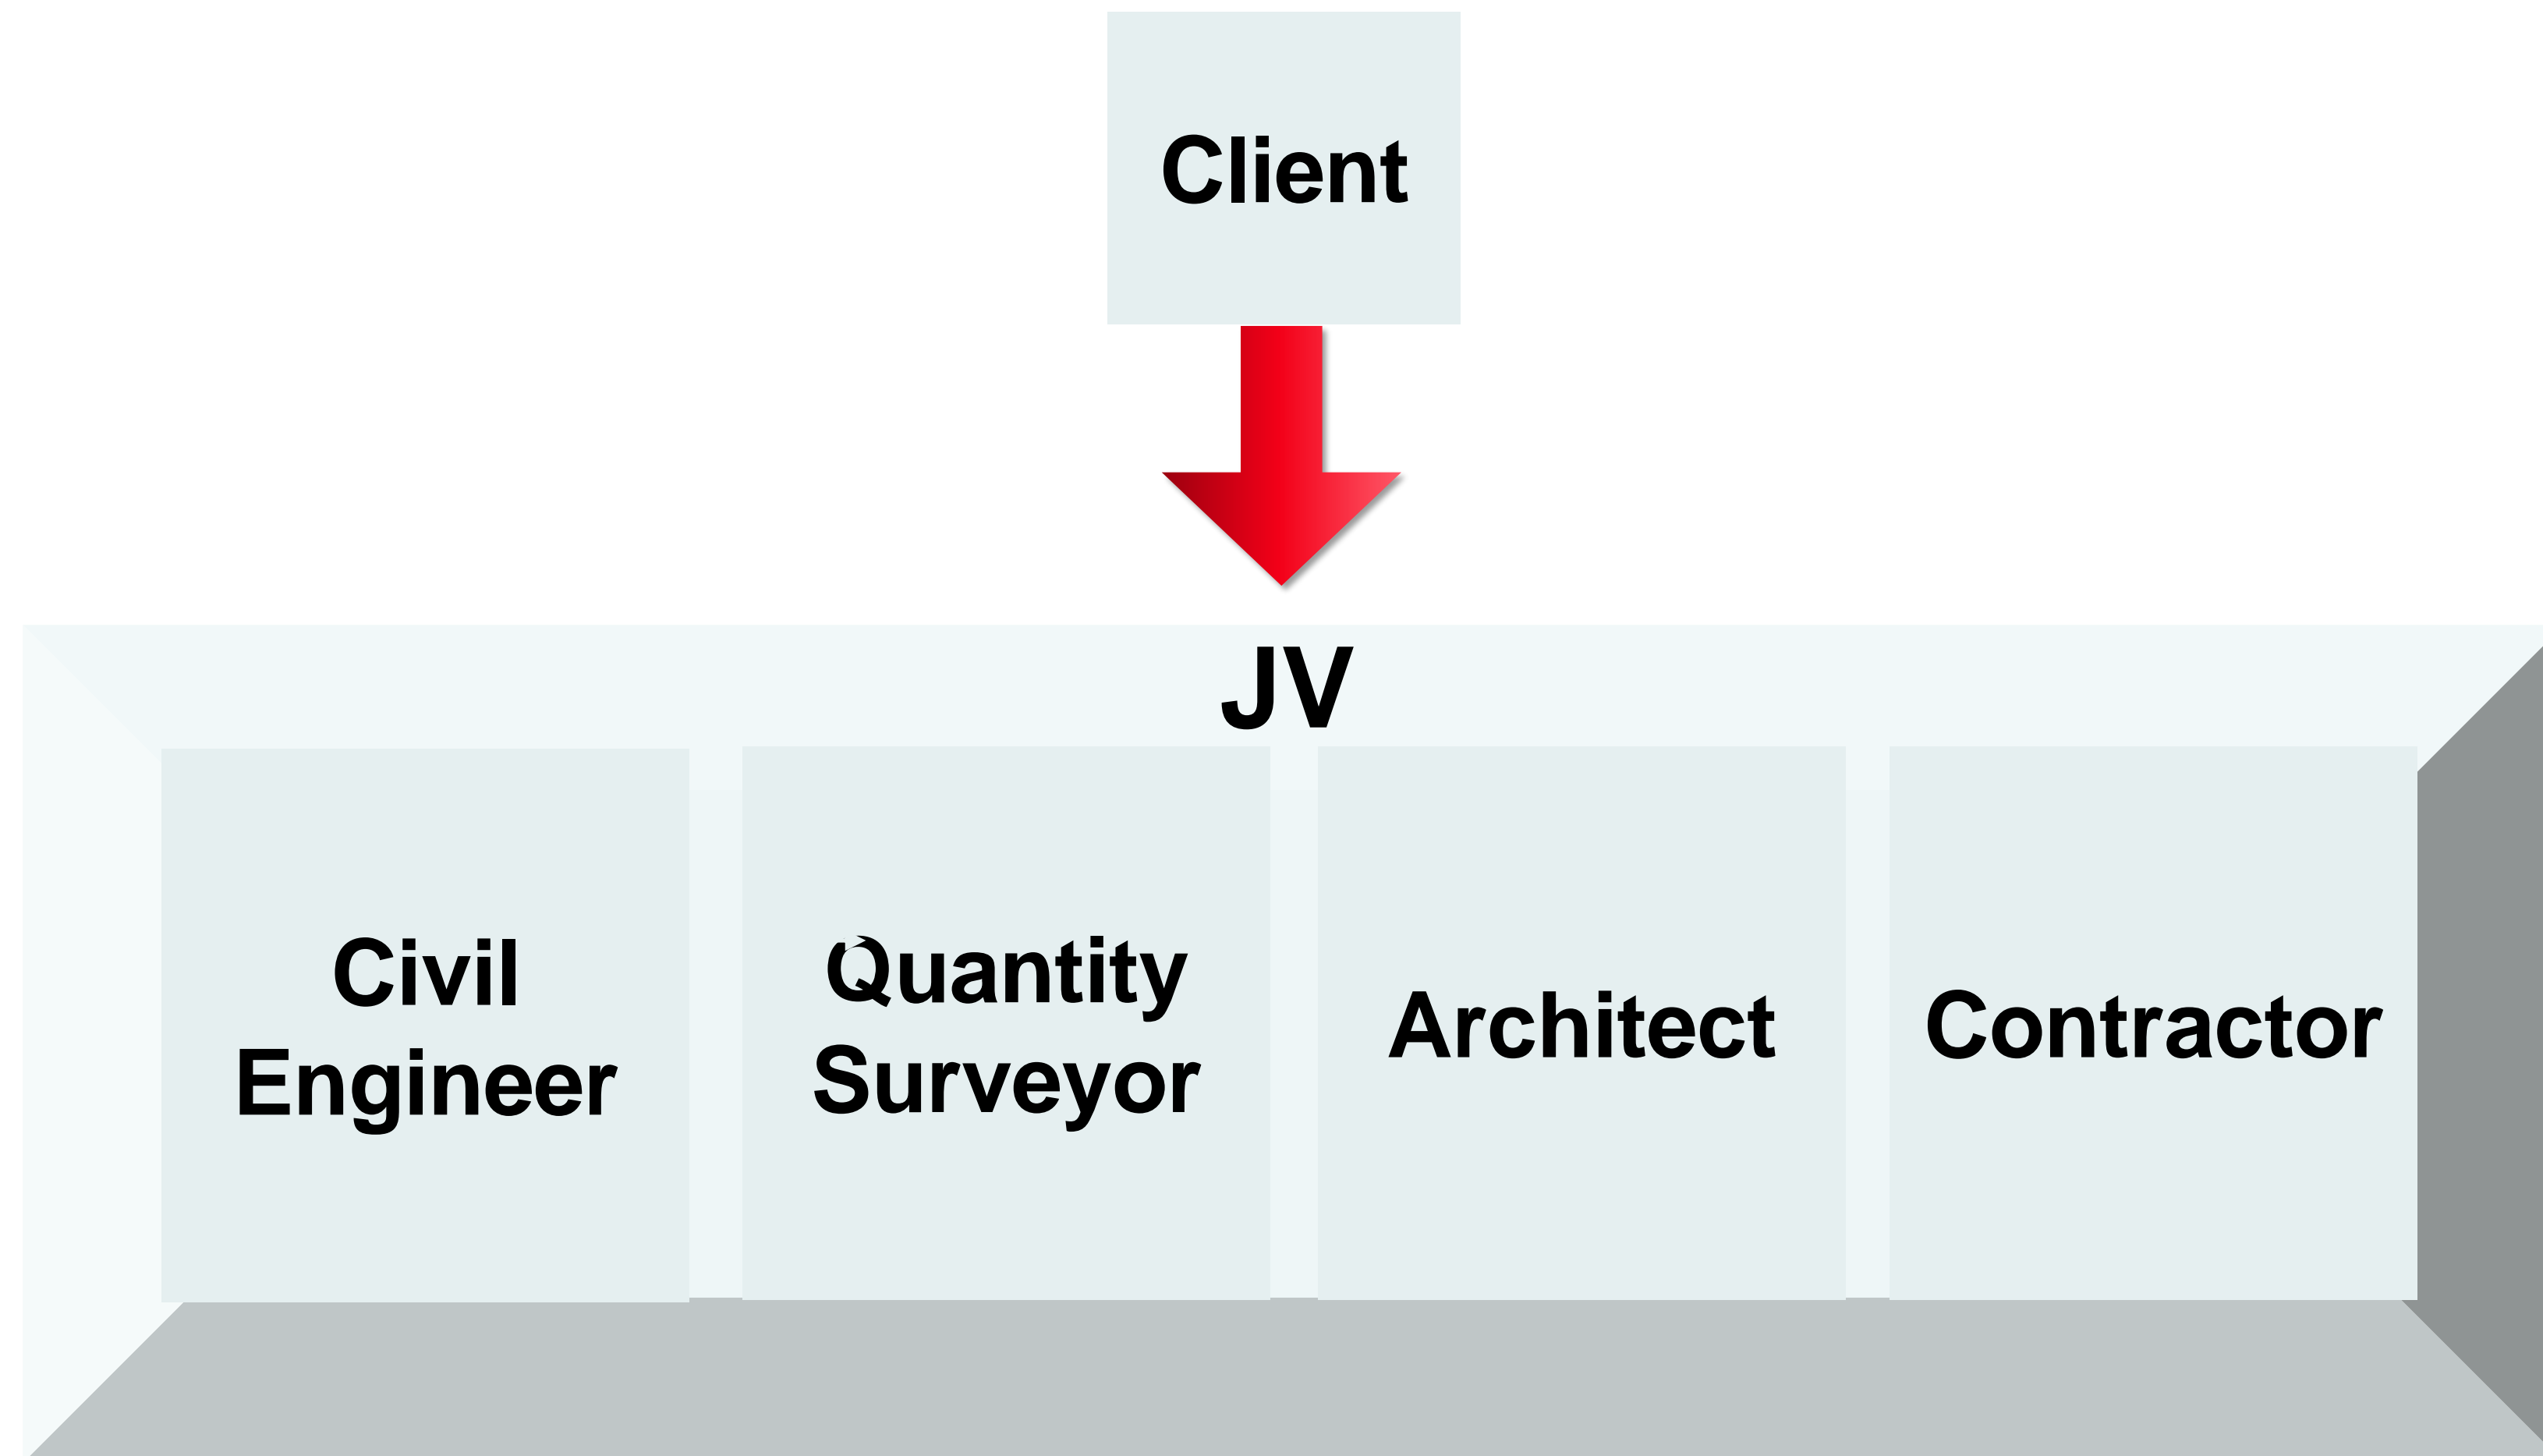 Client
JV
Civil
Engineer
Quantity
Surveyor
Architect
Contractor